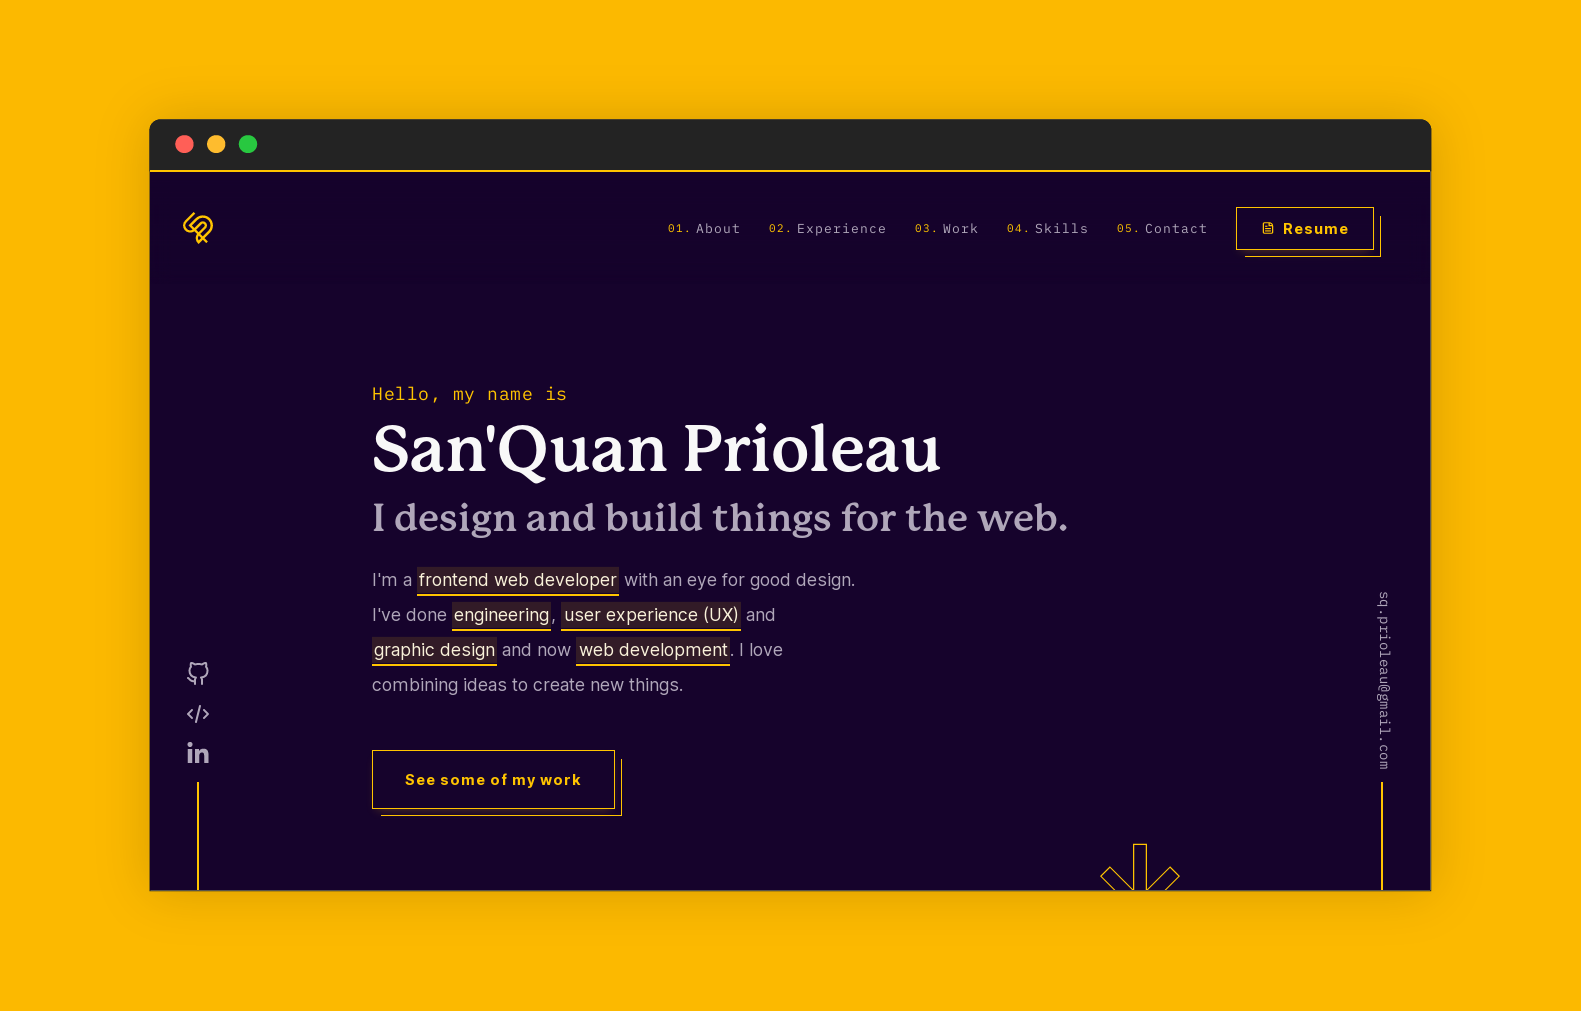 01. About 02. Experience 03. Work 04. Skills 05. Contact Resume
Hello, my name is
San'Quan Prioleau
I design and build things for the web.
I'm a frontend web developer with an eye for good design.
I've done engineering, user experience (UX) and
graphic design and now web development. I love
combining ideas to create new things.
See some of my work
in
sq.prioleau@gmail.com